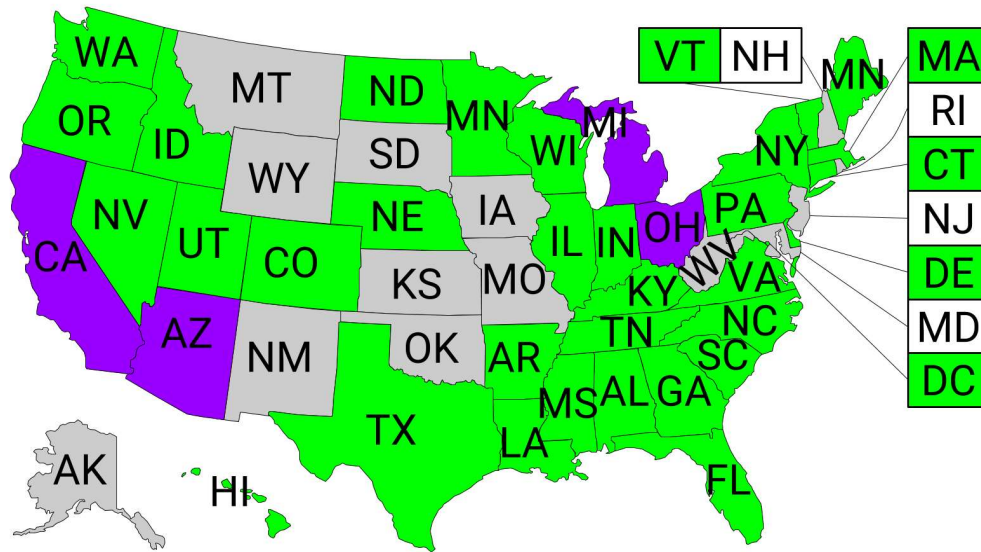 WA
MT
ND
MN
VT
NH
MN
MA
OR
ID
WY
SD
WI
MI
NY
RI
CT
NV
UT
CO
NE
IA
IL
IN
OH
PA
NJ
CA
KS
MO
WV
VA
KY
DE
AZ
NM
OK
AR
TN
NC
SC
MD
DC
TX
LA
MS
AL
GA
AK
HI
FL